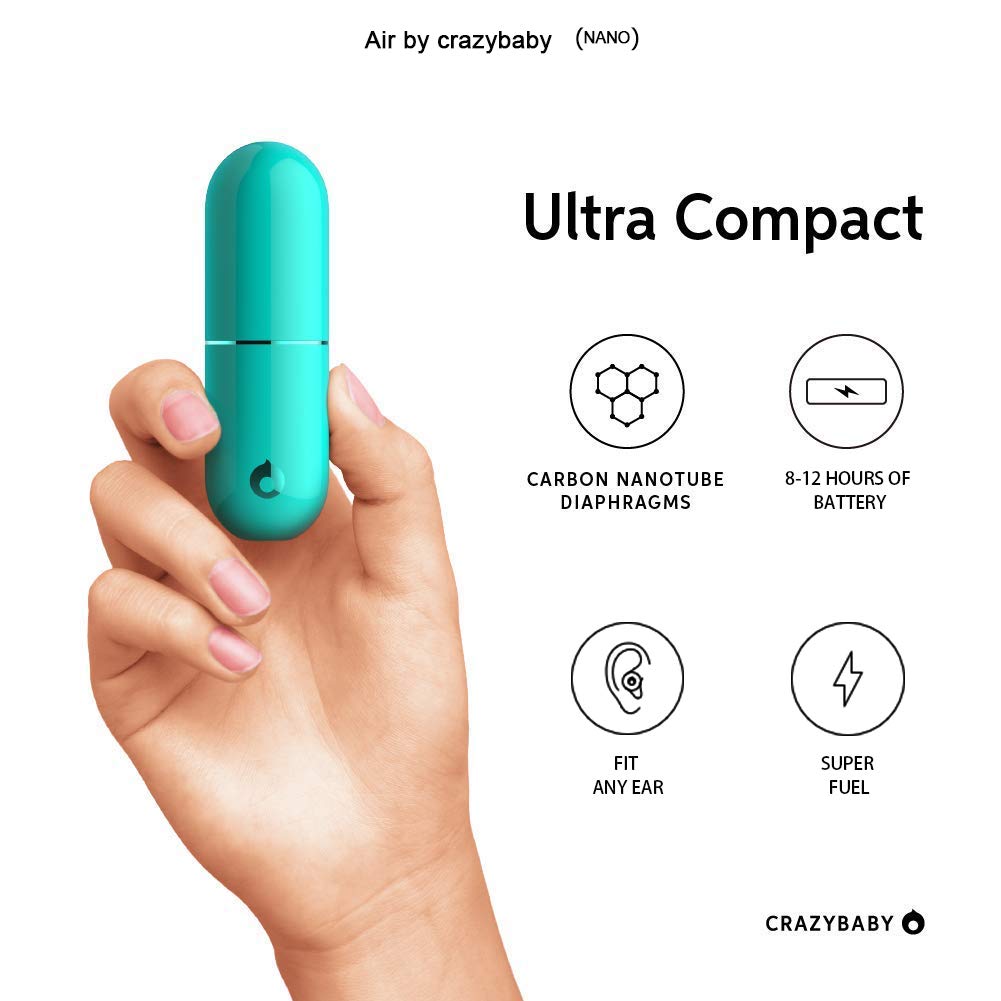 Air by crazybaby (NANO)
Ultra Compact
CARBON NANOTUBE
DIAPHRAGMS
8-12 HOURS OF
BATTERY
FIT
ANY EAR
SUPER
FUEL
CRAZYBABY